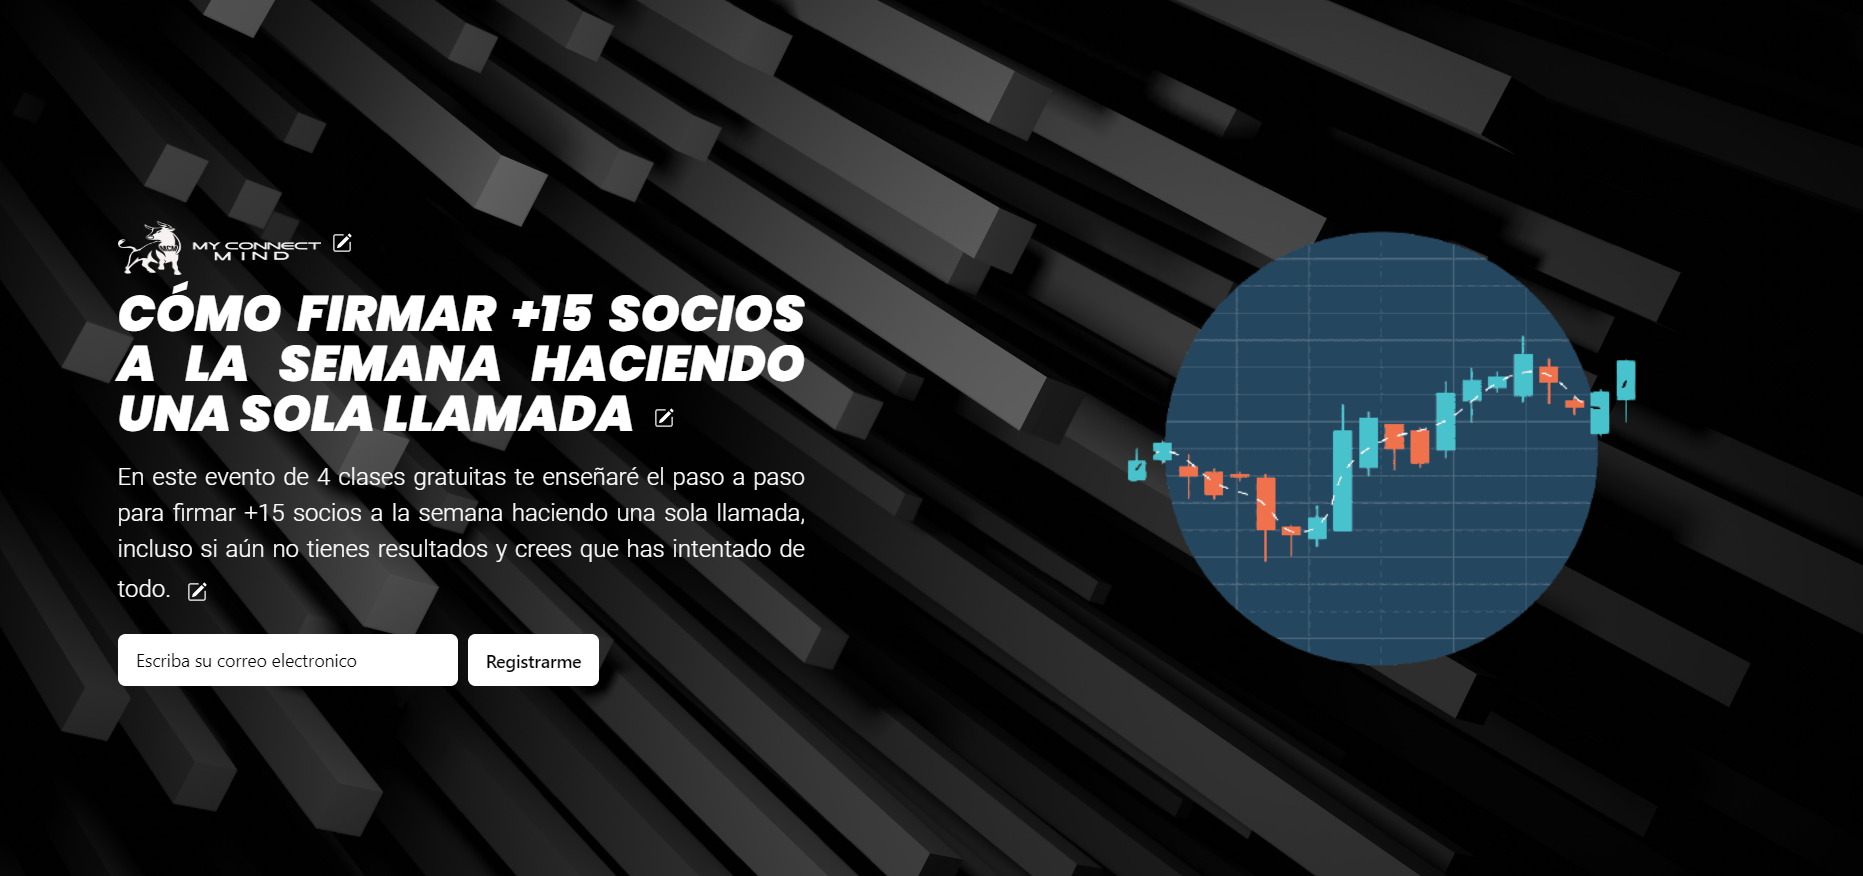 MY CONNECT
MIND
CÓMO FIRMAR +15 SOCIOS
A LA SEMANA HACIENDO
UNA SOLA LLAMADA
En este evento de 4 clases gratuitas te enseñaré el paso a paso
para firmar +15 socios a la semana haciendo una sola llamada,
incluso si aún no tienes resultados y crees que has intentado de
todo.
Escriba su correo electronico
Registrarme